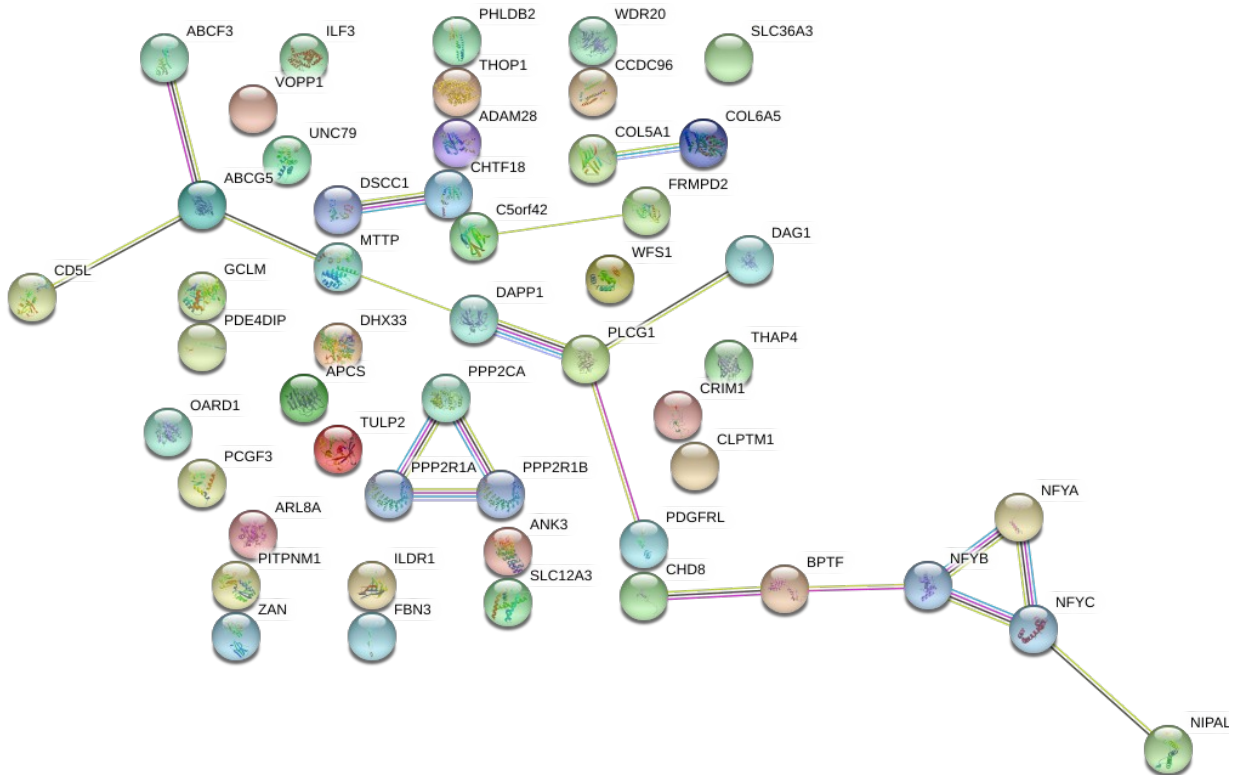 ABCF3
ILF3
PHLDB2
WDR20
SLC36A3
VOPP1
THOP1
CCDC96
UNC79
ADAM28
COL5A1
COL6A5
ABCG5
DSCC1
CHTF18
FRMPD2
C5orf42
MTTP
DAG1
WFS1
CD5L
GCLM
DAPP1
PDE4DIP
DHX33
PLCG1
THAP4
APCS
PPP2CA
CRIM1
OARD1
TULP2
CLPTM1
PCGF3
PPP2R1A
PPP2R1B
NFYA
ARL8A
ANK3
PDGFRL
PITPNM1
ILDR1
SLC12A3
CHD8
BPTF
NFYB
ZAN
FBN3
NFYC
NIPAL